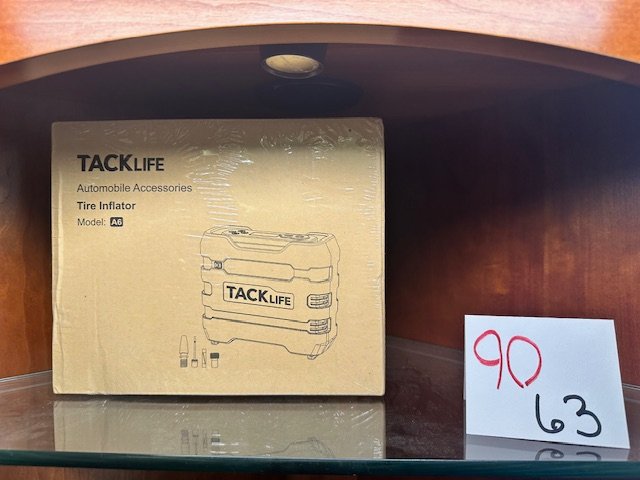 TACKLIFE
Automobile Accessories
Tire Inflator
Model: A6
TACKLIFE
90
63